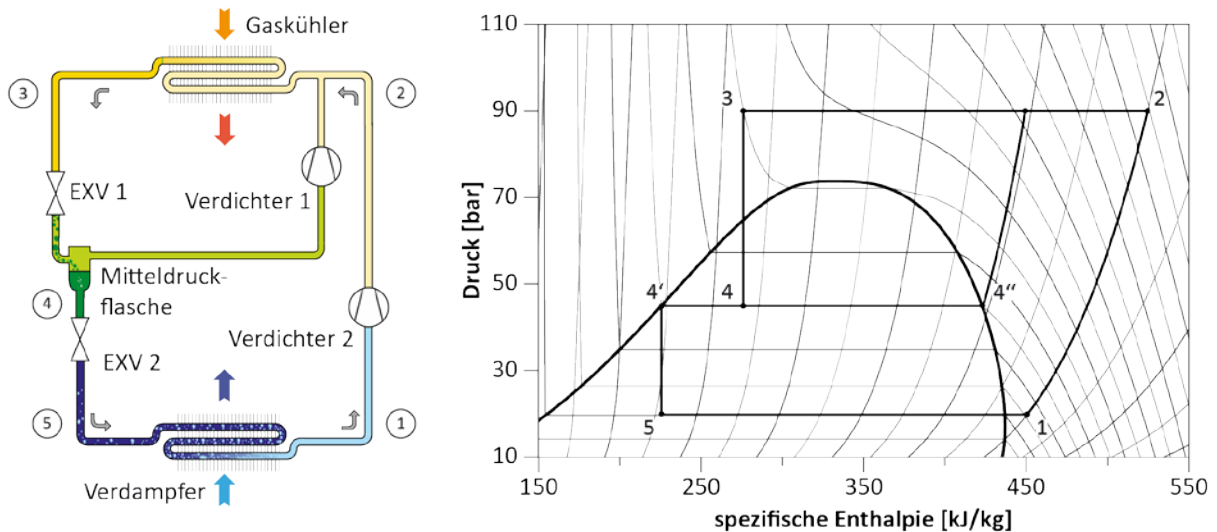 Gaskühler
3
2
EXV 1
Verdichter 1
Mitteldruck-
flasche
4
Verdichter 2
EXV 2
5
1
Verdampfer
110
90
70
50
30
10
Druck [bar]
3
2
4‘
4
4‘‘
5
1
150
250
350
450
550
spezifische Enthalpie [kJ/kg]